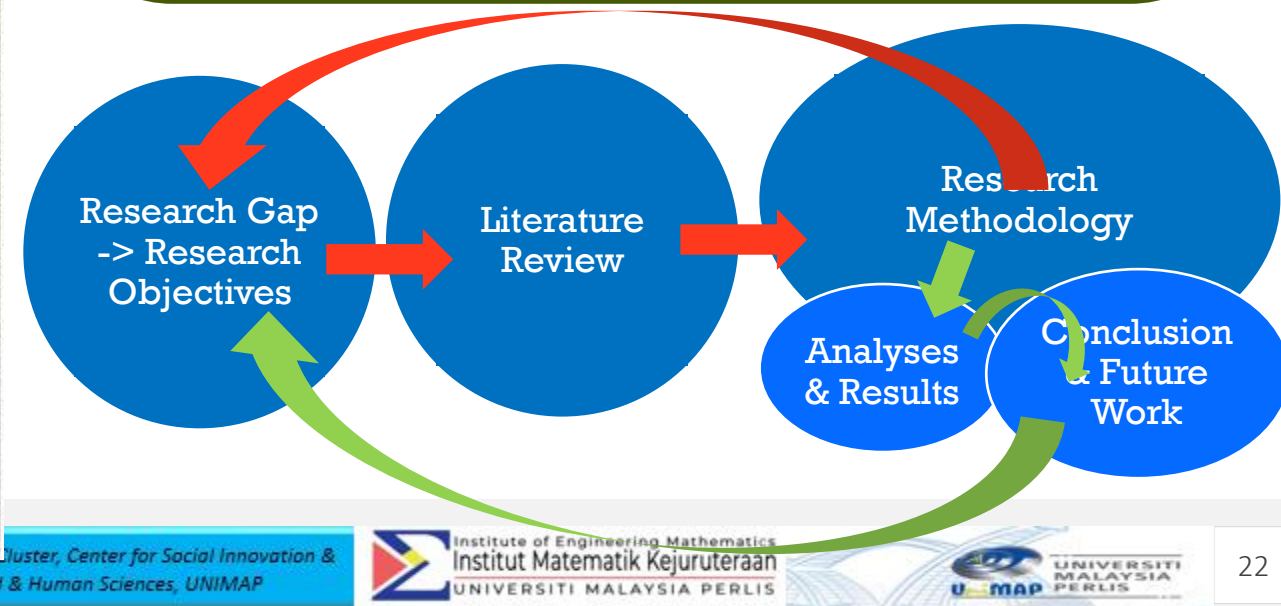 Research Gap
-> Research
Objectives
Literature
Review
Research
Methodology
Analyses
& Results
Conclusion
& Future
Work
Cluster, Center for Social Innovation &
& Human Sciences, UNIMAP
Institute of Engineering Mathematics
Institut Matematik Kejuruteraan
UNIVERSITI MALAYSIA PERLIS
UniMAP
UNIVERSITI
MALAYSIA
PERLIS
22